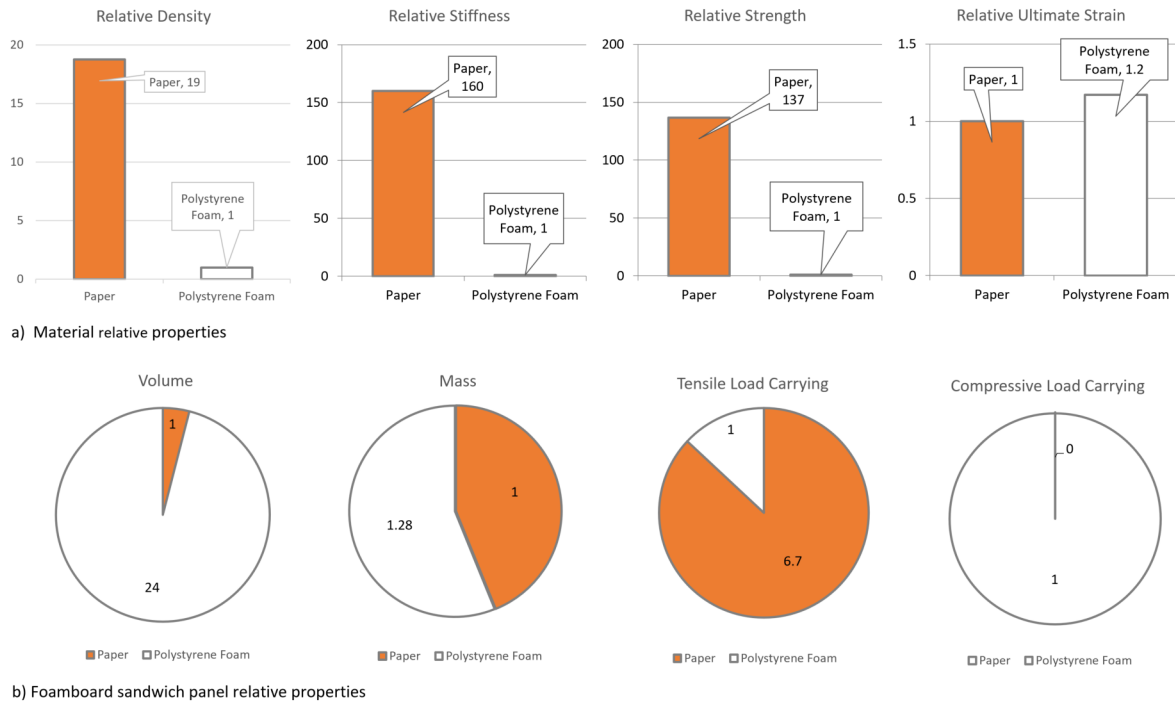 Relative Density
20
15
10
5
0
Paper, 19
Polystyrene
Foam, 1
Paper
Polystyrene Foam
Relative Stiffness
200
150
100
50
0
Paper,
160
Polystyrene
Foam, 1
Paper
Polystyrene Foam
Relative Strength
200
150
100
50
0
Paper,
137
Polystyrene
Foam, 1
Paper
Polystyrene Foam
Relative Ultimate Strain
1.5
1
0.5
0
Paper, 1
Polystyrene
Foam, 1.2
Paper
Polystyrene Foam
a) Material relative properties
Volume
1
24
Paper Polystyrene Foam
Mass
1
1.28
Paper Polystyrene Foam
Tensile Load Carrying
1
6.7
Paper Polystyrene Foam
Compressive Load Carrying
0
1
Paper Polystyrene Foam
b) Foamboard sandwich panel relative properties